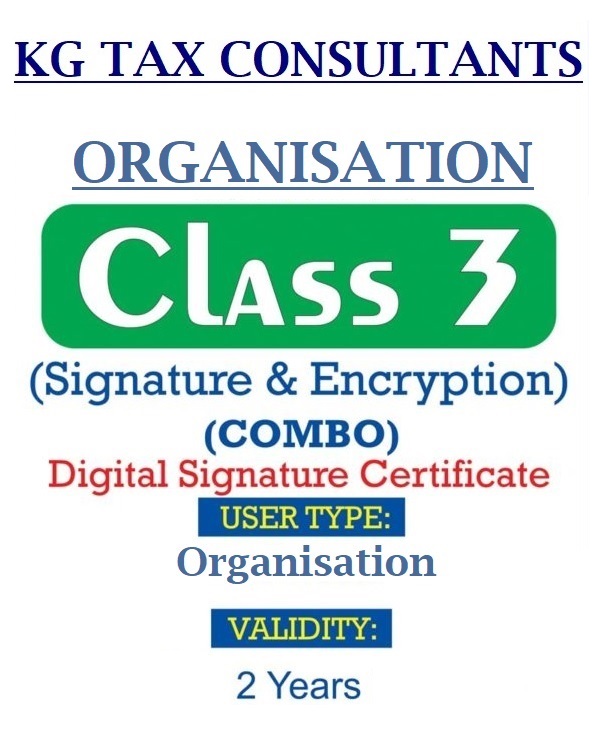 KG TAX CONSULTANTS
ORGANISATION
CLASS 3
(Signature & Encryption)
(COMBO)
Digital Signature Certificate
USER TYPE:
Organisation
VALIDITY:
2 Years